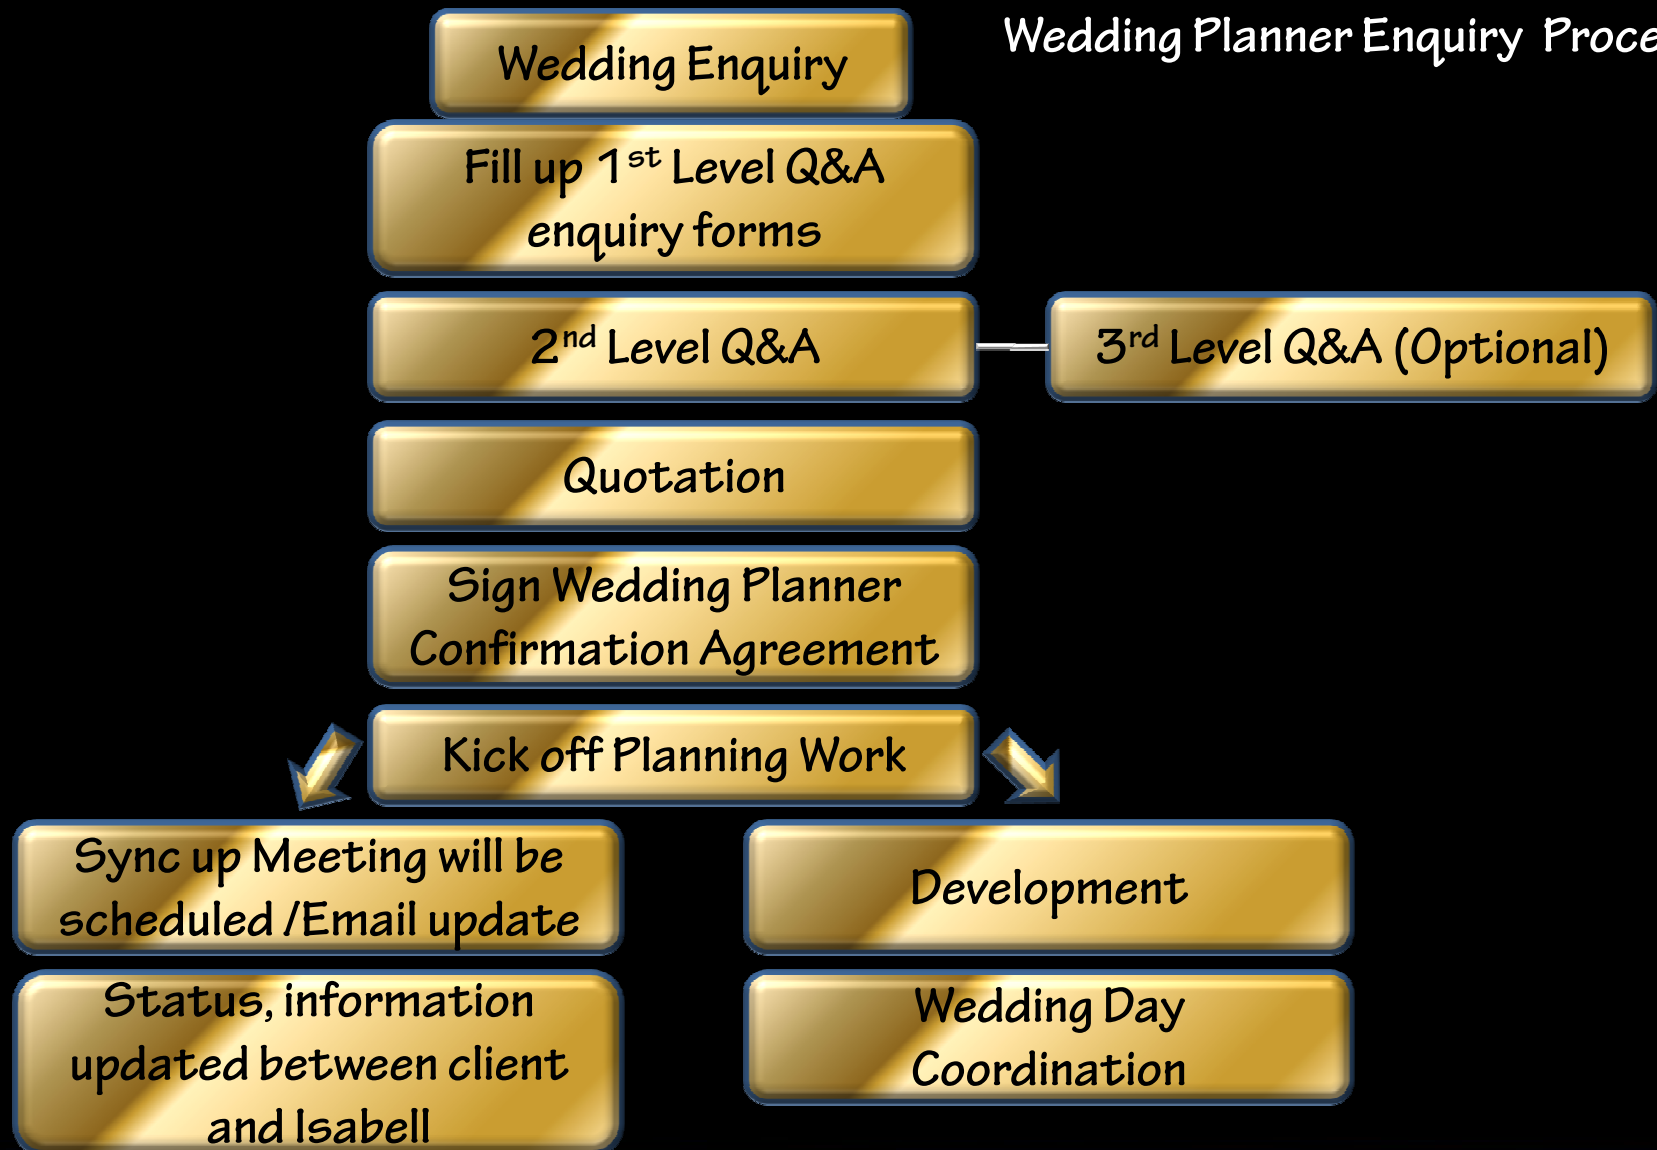 Wedding Planner Enquiry Proce
Wedding Enquiry
Fill up 1st Level Q&A
enquiry forms
2nd Level Q&A
3rd Level Q&A (Optional)
Quotation
Sign Wedding Planner
Confirmation Agreement
Kick off Planning Work
Sync up Meeting will be
scheduled /Email update
Development
Status, information
updated between client
and Isabell
Wedding Day
Coordination